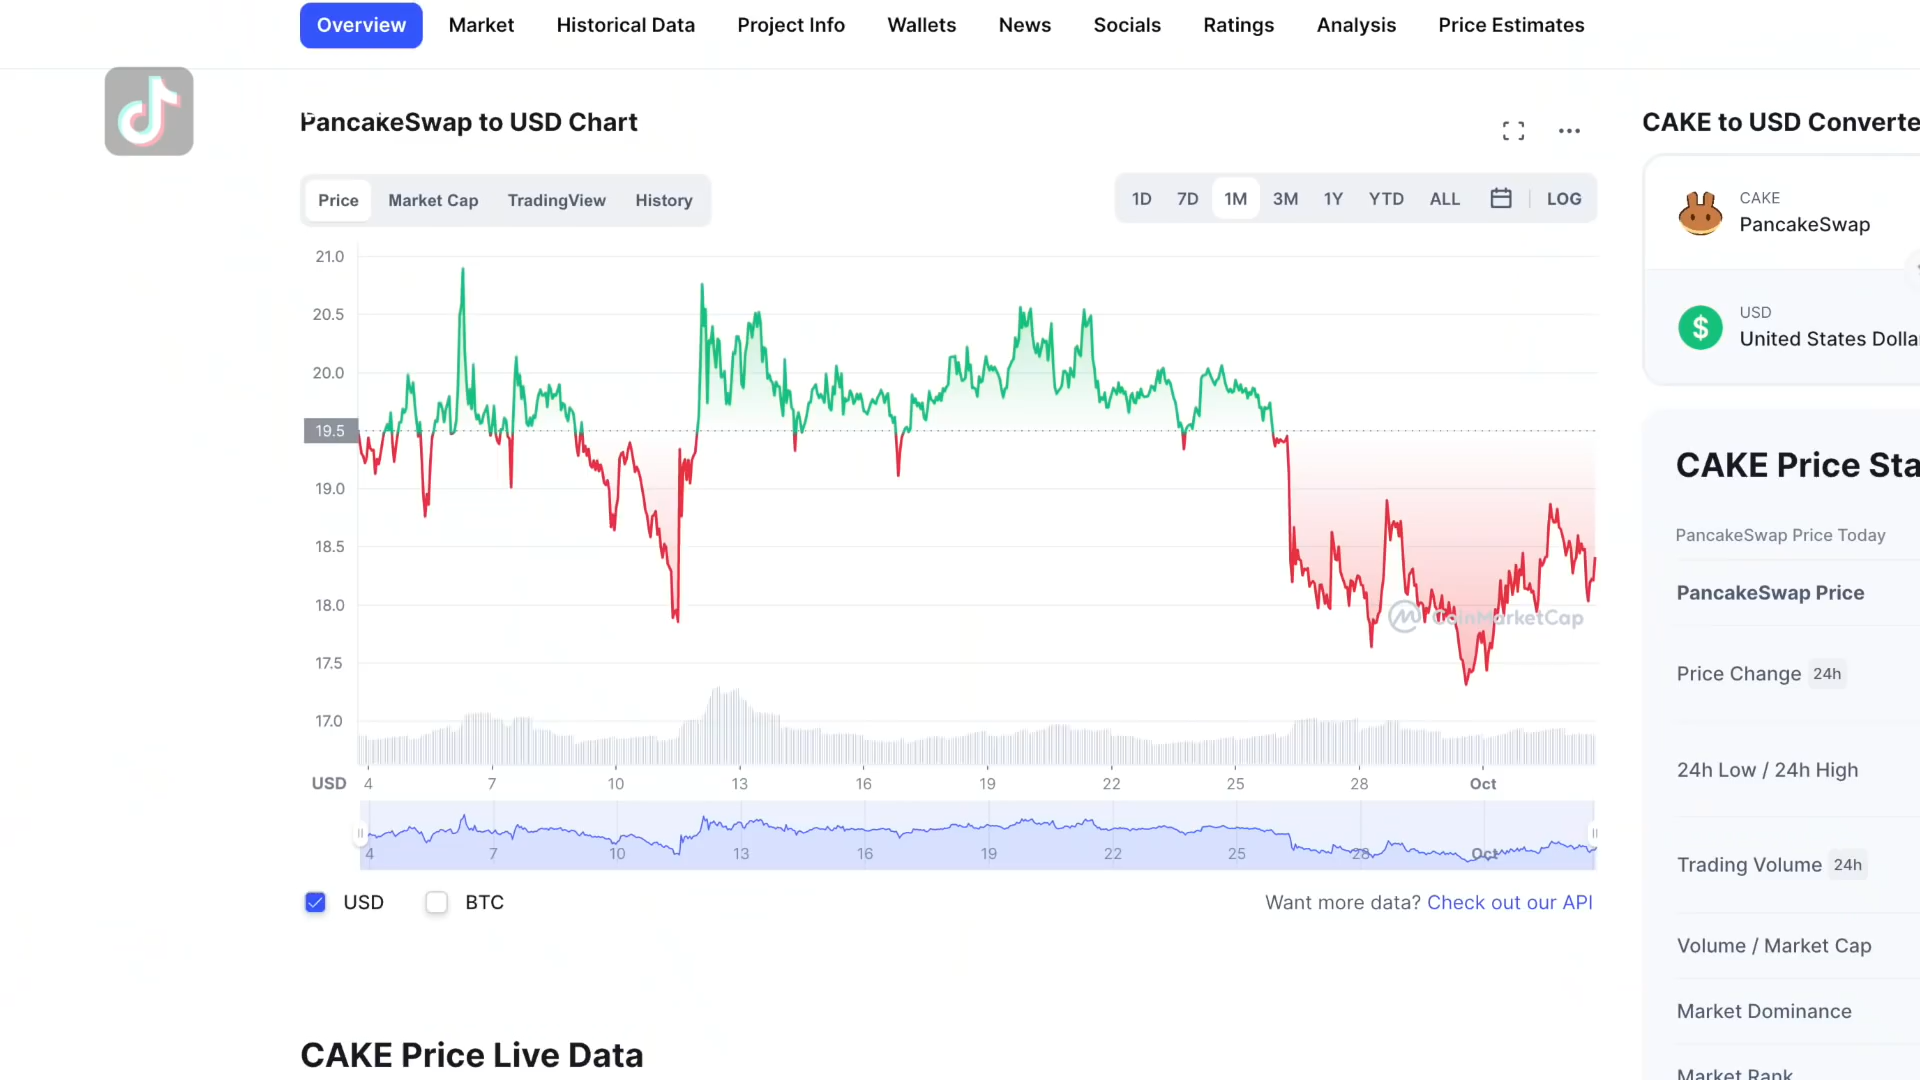 Overview Market Historical Data Project Info Wallets News Socials Ratings Analysis Price Estimates
PancakeSwap to USD Chart
Price Market Cap TradingView History
1D 7D 1M 3M 1Y YTD ALL LOG
21.0
20.5
20.0
19.5
19.0
18.5
18.0
17.5
17.0
CoinMarketCap
USD 4 7 10 13 16 19 22 25 28 Oct
4 7 10 13 16 19 22 25 28 Oct
USD BTC
Want more data? Check out our API
CAKE Price Live Data
CAKE to USD Converte
CAKE
PancakeSwap
USD
United States Dolla
CAKE Price Sta
PancakeSwap Price Today
PancakeSwap Price
Price Change 24h
24h Low / 24h High
Trading Volume 24h
Volume / Market Cap
Market Dominance
Market Rank